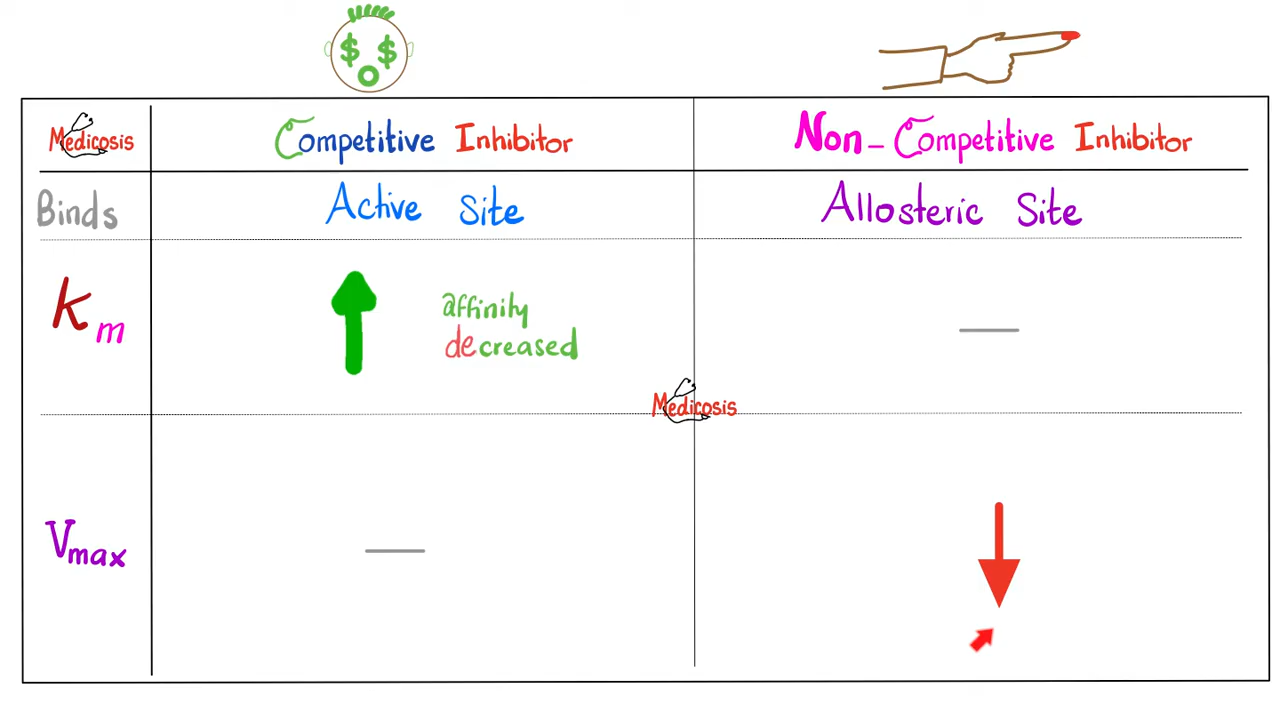 $ $
Medicosis Competitive Inhibitor Non-Competitive Inhibitor
Binds Active Site Allosteric Site
Km affinity
decreased
Medicosis
Vmax